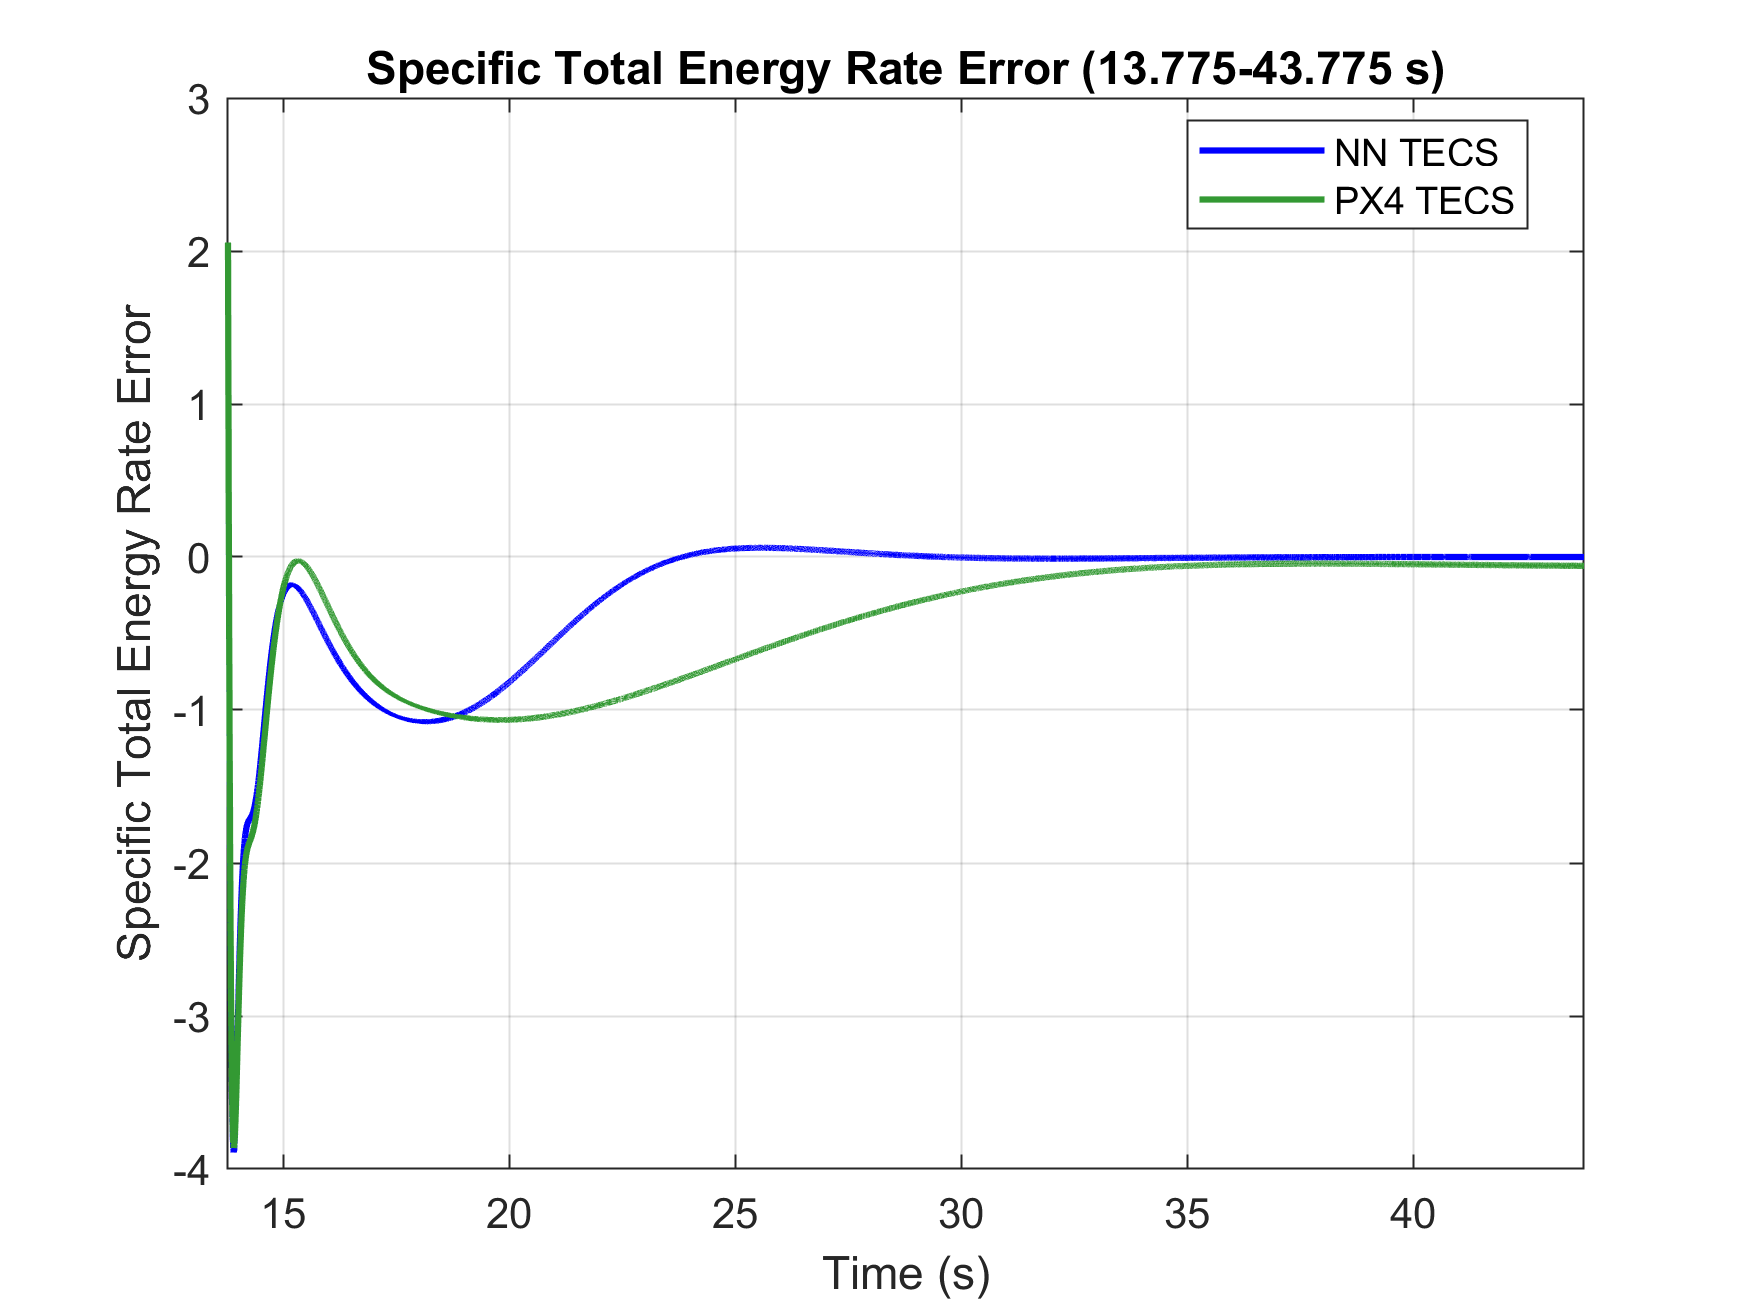 Specific Total Energy Rate Error (13.775-43.775 s)
NN TECS
PX4 TECS
Specific Total Energy Rate Error
3
2
1
0
-1
-2
-3
-4
15 20 25 30 35 40
Time (s)